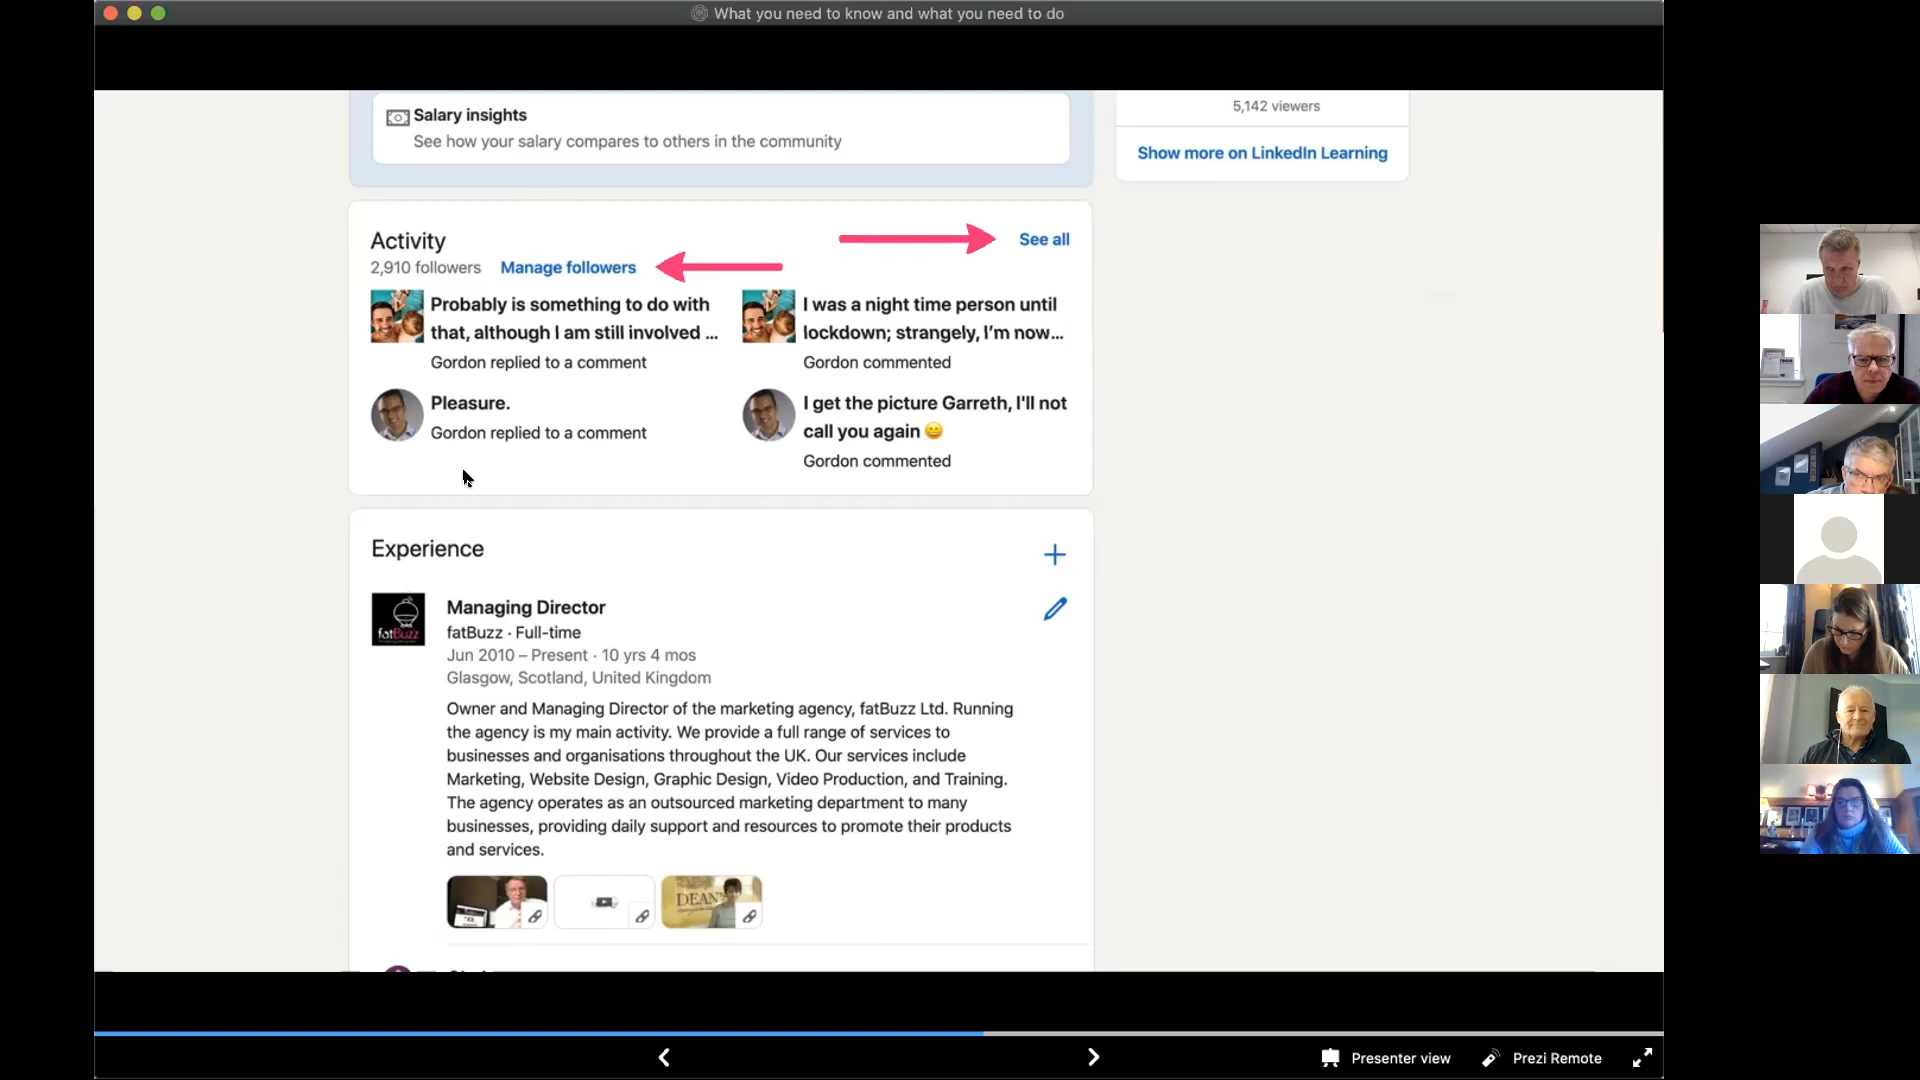 What you need to know and what you need to do
Salary insights
See how your salary compares to others in the community
5,142 viewers
Show more on LinkedIn Learning
Activity
See all
2,910 followers Manage followers
Probably is something to do with
that, although I am still involved ...
Gordon replied to a comment
I was a night time person until
lockdown; strangely, I'm now...
Gordon commented
Pleasure.
Gordon replied to a comment
I get the picture Garreth, I'll not
call you again 😄
Gordon commented
Experience
fatBuzz
Managing Director
fatBuzz · Full-time
Jun 2010 – Present · 10 yrs 4 mos
Glasgow, Scotland, United Kingdom
Owner and Managing Director of the marketing agency, fatBuzz Ltd. Running
the agency is my main activity. We provide a full range of services to
businesses and organisations throughout the UK. Our services include
Marketing, Website Design, Graphic Design, Video Production, and Training.
The agency operates as an outsourced marketing department to many
businesses, providing daily support and resources to promote their products
and services.
DEAN'
Presenter view
Prezi Remote